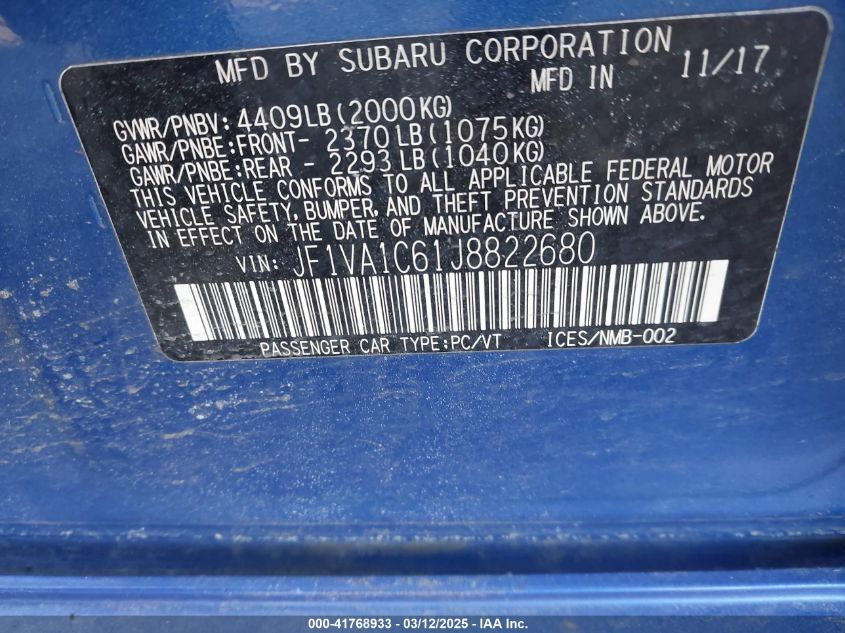 MFD BY SUBARU CORPORATION
MFD IN 11/17
GVWR/PNBV: 4409LB(2000KG)
GAWR/PNBE:FRONT- 2370LB(1075KG)
GAWR/PNBE:REAR - 2293LB(1040KG)
THIS VEHICLE CONFORMS TO ALL APPLICABLE FEDERAL MOTOR
VEHICLE SAFETY, BUMPER, AND THEFT PREVENTION STANDARDS
IN EFFECT ON THE DATE OF MANUFACTURE SHOWN ABOVE.
VIN: JF1VA1C61J8822680
PASSENGER CAR TYPE:PC/VT ICES/NMB-002
000-41768933 - 03/12/2025 - © IAA, Inc.